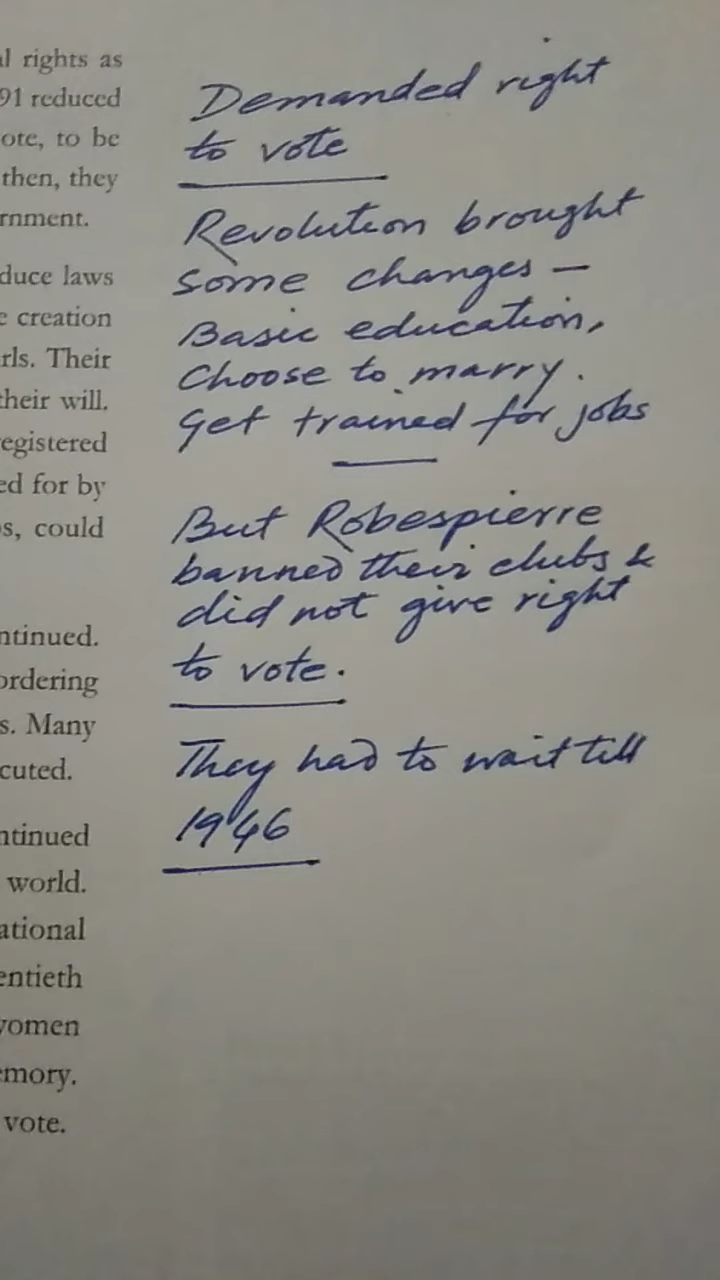 l rights as
91 reduced
ote, to be
then, they
rnment.
duce laws
e creation
rls. Their
their will.
registered
ed for by
s, could
ntinued.
ordering
s. Many
cuted.
ntinued
world.
ational
entieth
women
emory.
vote.
Demanded right
to vote
Revolution brought
some changes –
Basic education,
Choose to marry.
Get trained for jobs
But Robespierre
banned their clubs &
did not give right
to vote.
They had to wait till
1946